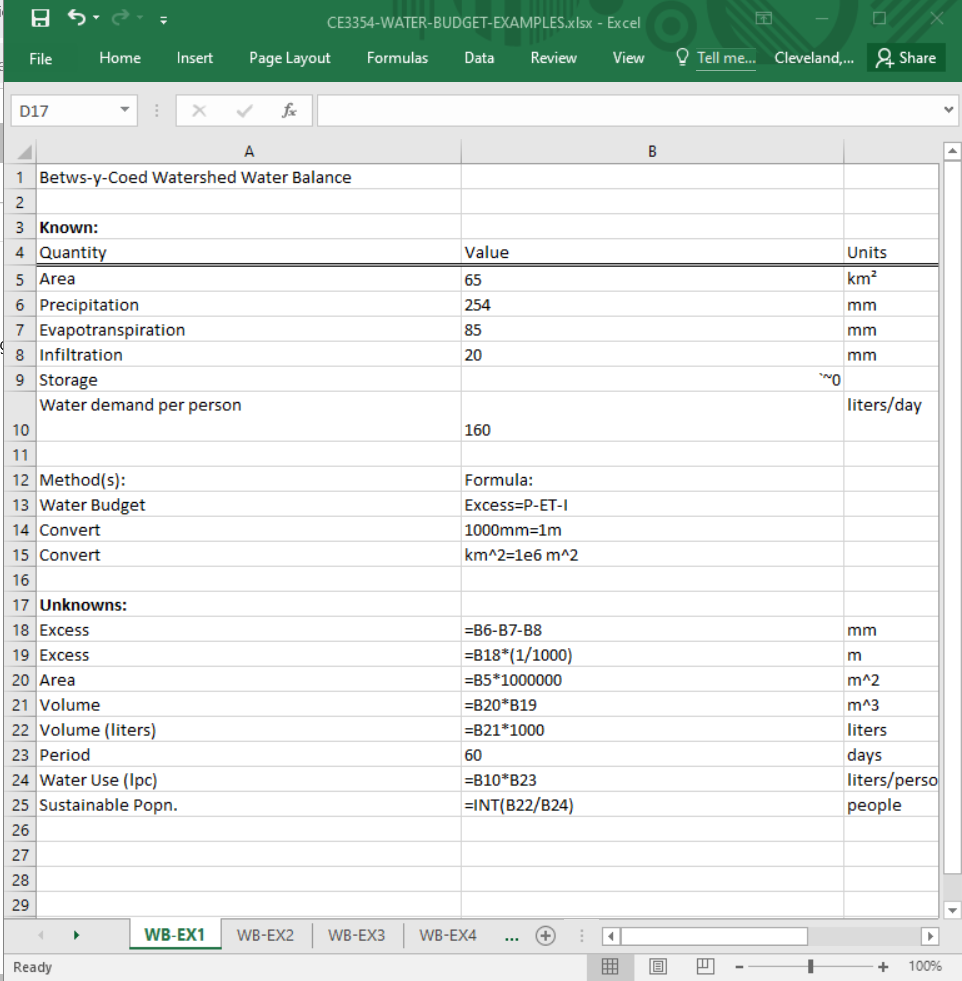 CE3354-WATER-BUDGET-EXAMPLES.xlsx - Excel
File Home Insert Page Layout Formulas Data Review View Tell me... Cleveland,... Share
D17 fx
A B
1 Betws-y-Coed Watershed Water Balance
2
3 Known:
4 Quantity Value Units
5 Area 65 km²
6 Precipitation 254 mm
7 Evapotranspiration 85 mm
8 Infiltration 20 mm
9 Storage `~0
10 Water demand per person 160 liters/day
11
12 Method(s): Formula:
13 Water Budget Excess=P-ET-I
14 Convert 1000mm=1m
15 Convert km^2=1e6 m^2
16
17 Unknowns:
18 Excess =B6-B7-B8 mm
19 Excess =B18*(1/1000) m
20 Area =B5*1000000 m^2
21 Volume =B20*B19 m^3
22 Volume (liters) =B21*1000 liters
23 Period 60 days
24 Water Use (lpc) =B10*B23 liters/perso
25 Sustainable Popn. =INT(B22/B24) people
26
27
28
29
WB-EX1 WB-EX2 WB-EX3 WB-EX4 ...
Ready 100%